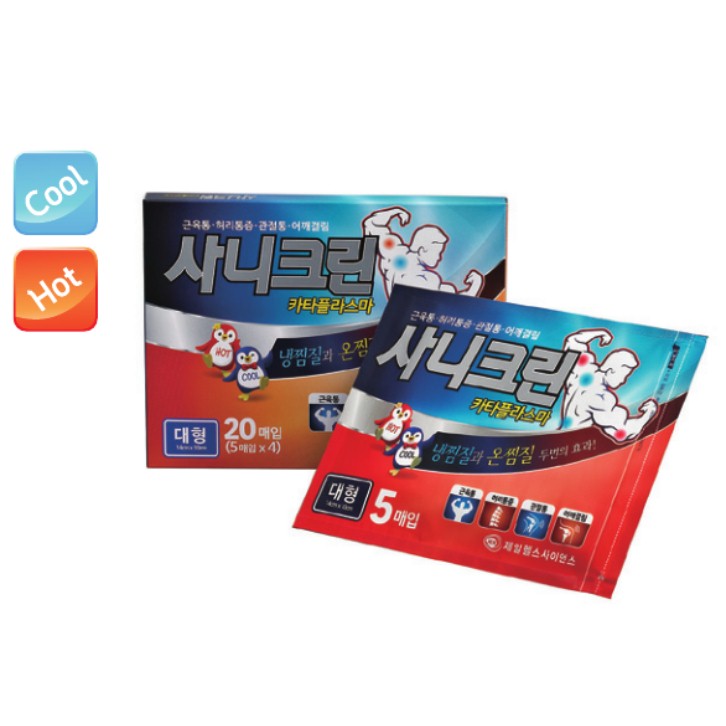 Cool
Hot
근육통·허리통증·관절통·어깨결림
사니크린
카타플라스마
냉찜질과 온찜
HOT
COOL
대형
20 매입
(5매입 x 4)
근육통
근육통·허리통증·관절통·어깨결림
사니크린
카타플라스마
냉찜질과 온찜질 두번의 효과!
HOT
COOL
대형
5 매입
근육통
허리통증
관절통
어깨결림
제일헬스사이언스